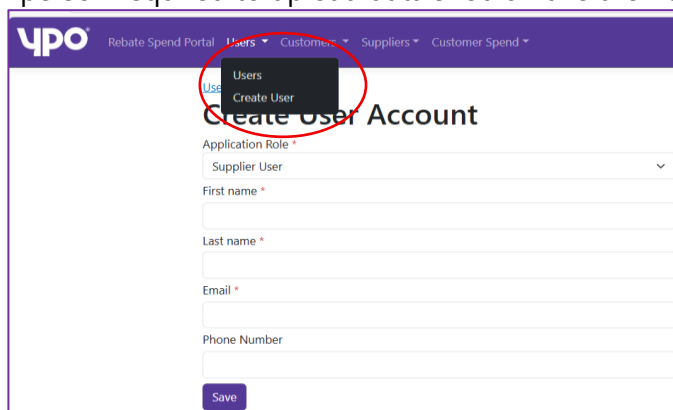 ypo Rebate Spend Portal Users Customers Suppliers Customer Spend
Users
Create User
Use
Create User Account
Application Role *
Supplier User
First name *
Last name *
Email *
Phone Number
Save